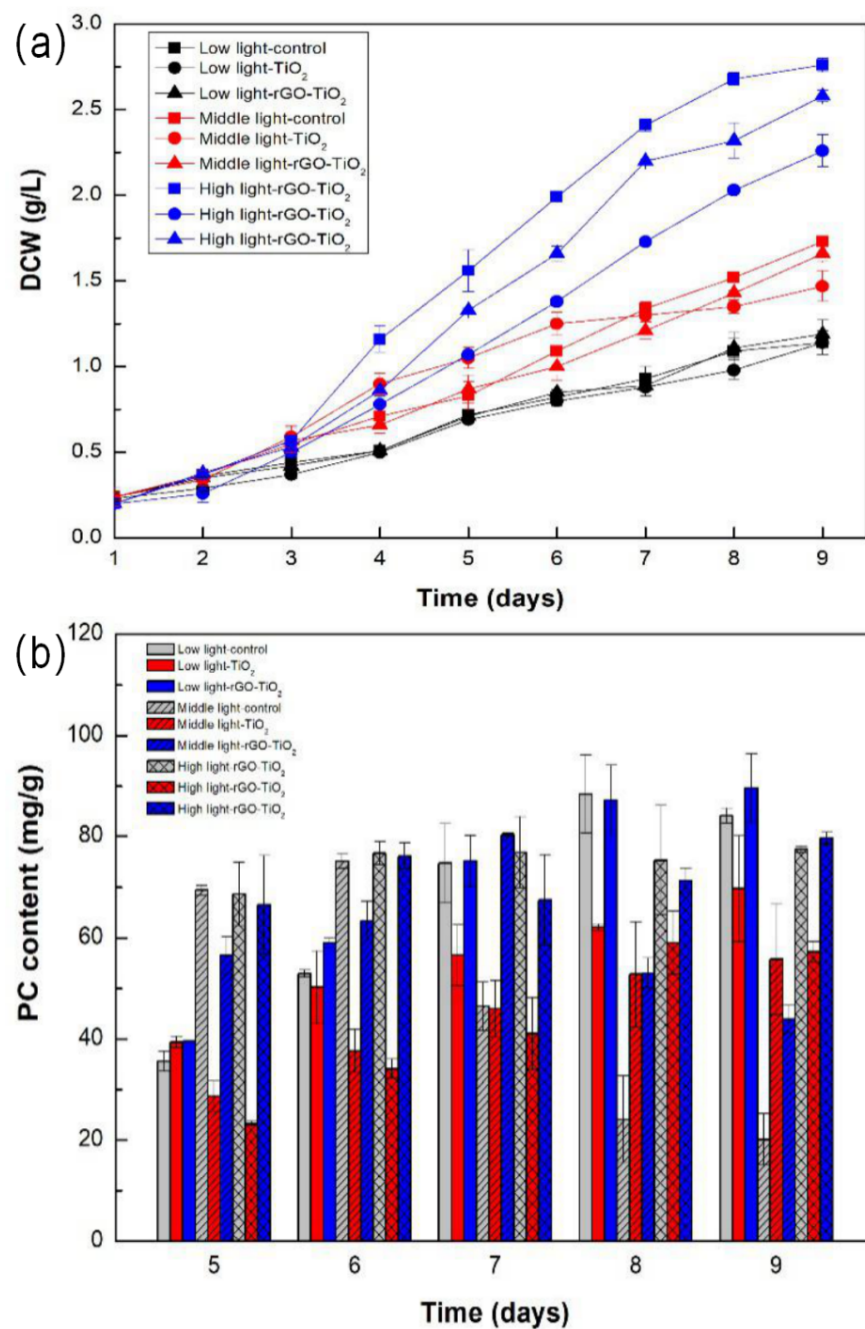 (a)
Low light-control
Low light-TiO₂
Low light-rGO-TiO₂
Middle light-control
Middle light-TiO₂
Middle light-rGO-TiO₂
High light-rGO-TiO₂
High light-rGO-TiO₂
High light-rGO-TiO₂
3.0
2.5
2.0
1.5
1.0
0.5
0.0
DCW (g/L)
1 2 3 4 5 6 7 8 9
Time (days)
(b)
Low light-control
Low light-TiO₂
Low light-rGO-TiO₂
Middle light-control
Middle light-TiO₂
Middle light-rGO-TiO₂
High light-rGO-TiO₂
High light-rGO-TiO₂
High light-rGO-TiO₂
120
100
80
60
40
20
0
PC content (mg/g)
5 6 7 8 9
Time (days)